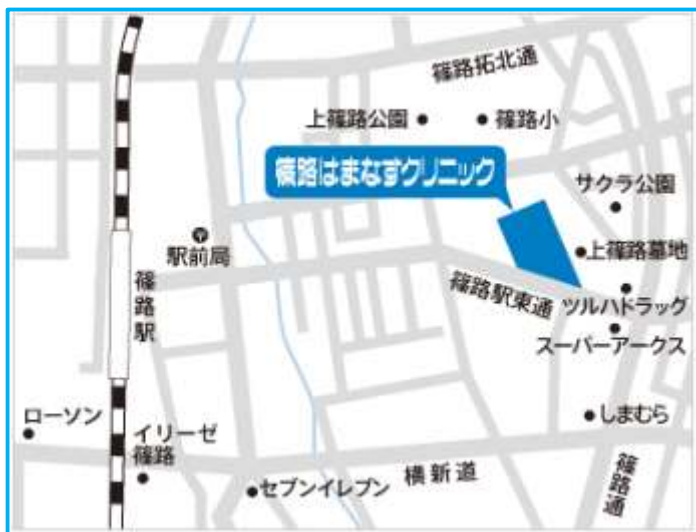 篠路拓北通
上篠路公園
篠路小
篠路はまなすクリニック
サクラ公園
駅前局
上篠路墓地
篠路駅
篠路駅東通
ツルハドラッグ
スーパーアークス
ローソン
イリーゼ
篠路
しまむら
セブンイレブン
横新道
篠路通